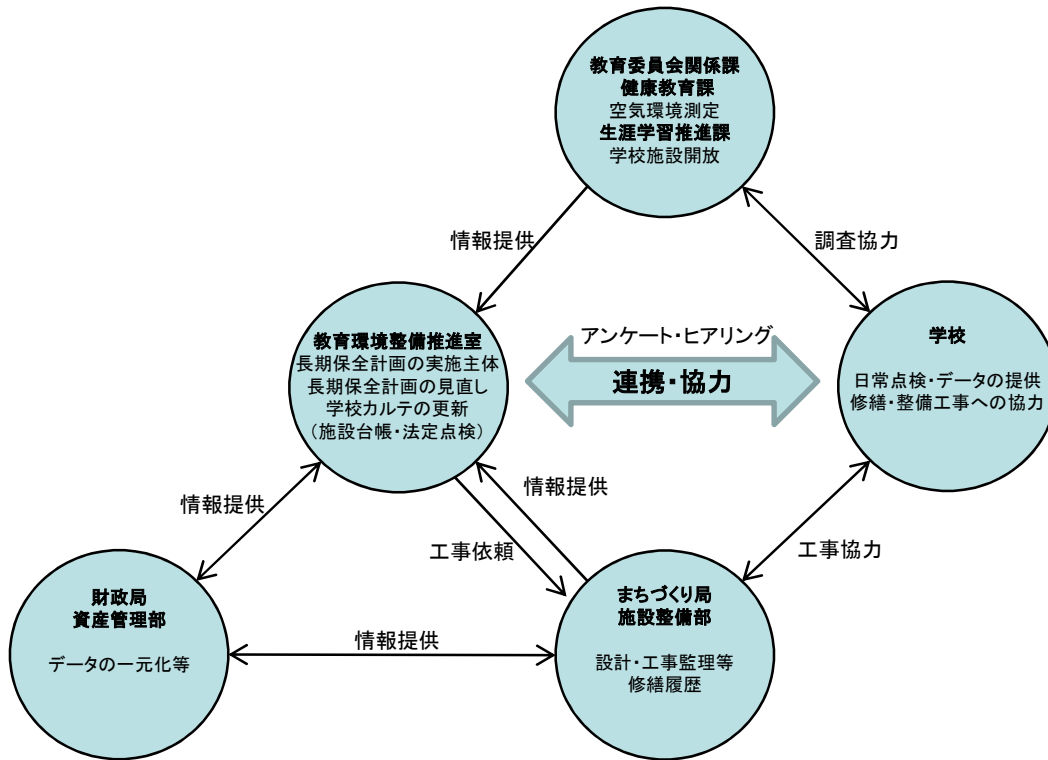 教育委員会関係課
健康教育課
空気環境測定
生涯学習推進課
学校施設開放
情報提供
調査協力
教育環境整備推進室
長期保全計画の実施主体
長期保全計画の見直し
学校カルテの更新
（施設台帳・法定点検）
アンケート・ヒアリング
連携・協力
学校
日常点検・データの提供
修繕・整備工事への協力
情報提供
情報提供
工事依頼
工事協力
財政局
資産管理部
データの一元化等
情報提供
まちづくり局
施設整備部
設計・工事監理等
修繕履歴